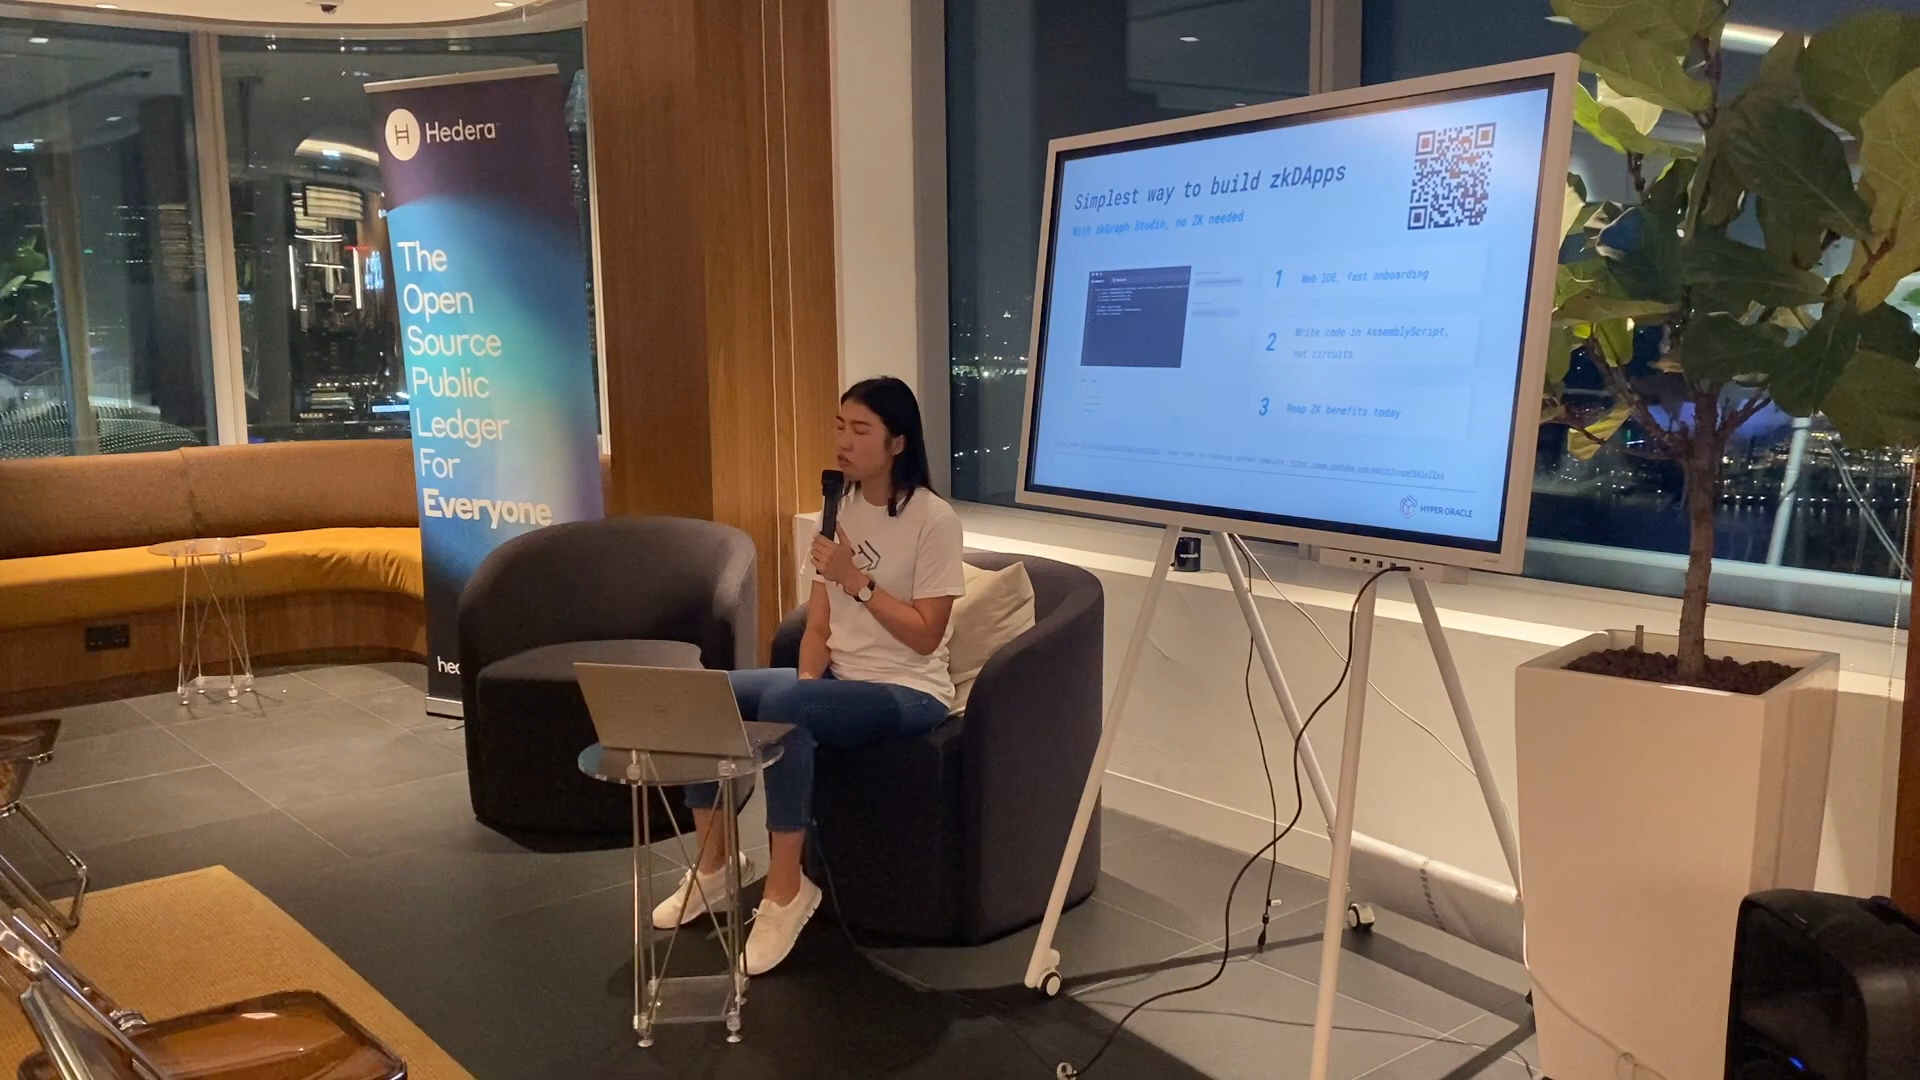 Hedera
The
Open
Source
Public
Ledger
For
Everyone
hed
Simplest way to build zkDApps
With zkGraph Studio, no ZK needed
1 Web IDE, fast onboarding
2 Write code in AssemblyScript,
not circuits
3 Reap ZK benefits today
HYPER ORACLE